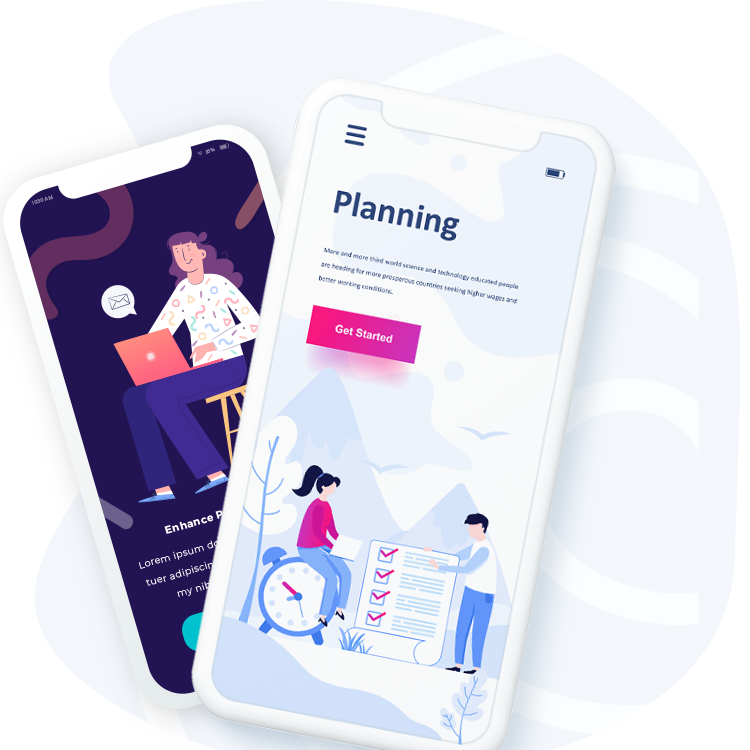 10:20 AM
Enhance P
Lorem ipsum do
tuer adipiscin
my nib
Planning
More and more third world science and technology educated people
are heading for more prosperous countries seeking higher wages and
better working conditions.
Get Started